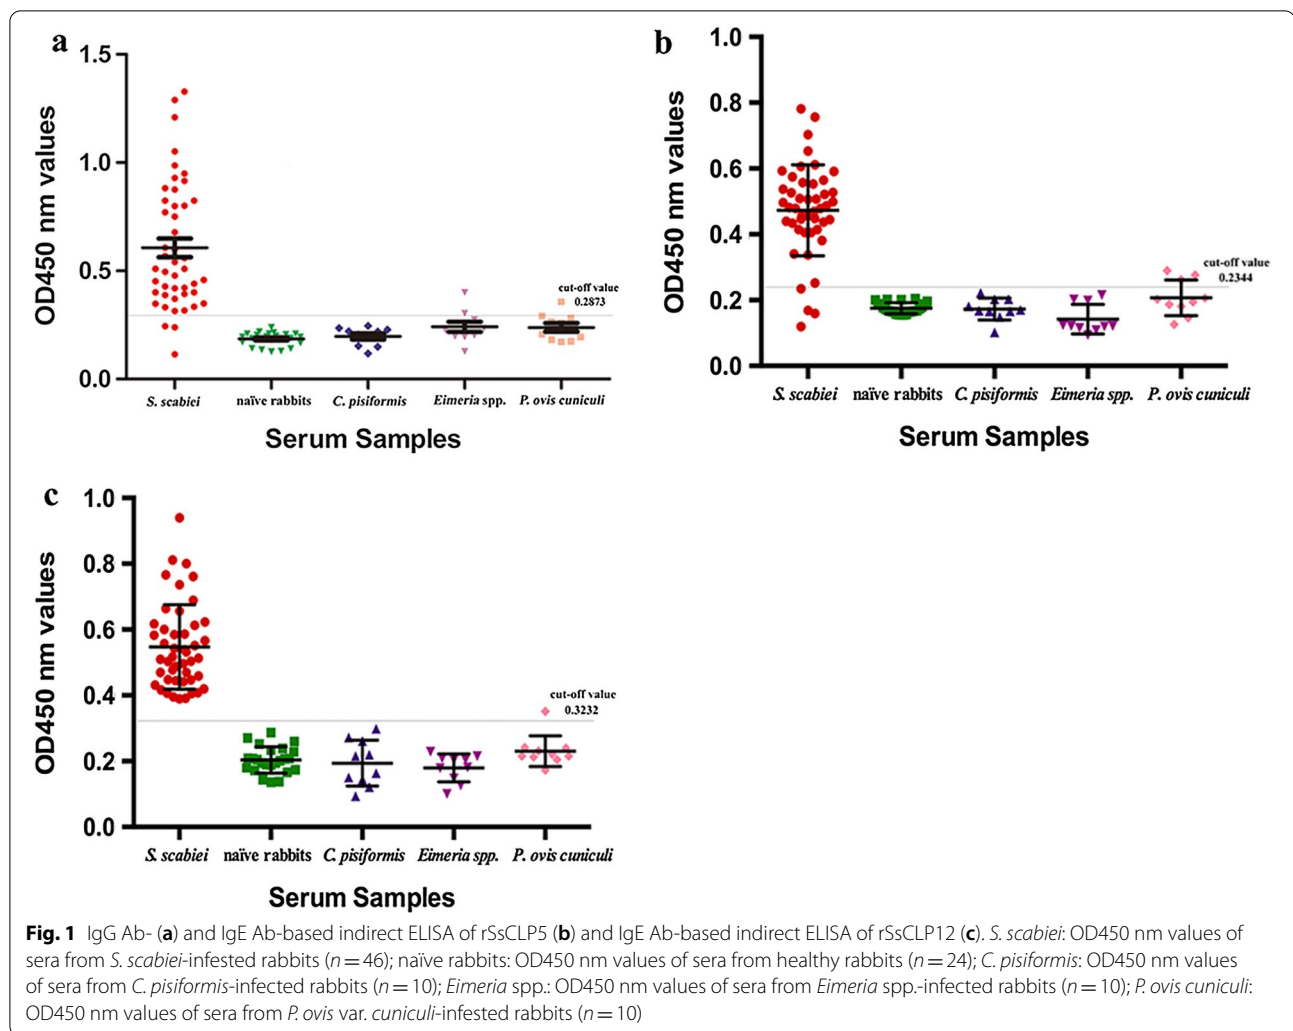 a
1.5
1.0
0.5
0.0
OD450 nm values
cut-off value
0.2873
S. scabiei naïve rabbits C. pisiformis Eimeria spp. P. ovis cuniculi
Serum Samples
b
1.0
0.8
0.6
0.4
0.2
0.0
OD450 nm values
cut-off value
0.2344
S. scabiei naïve rabbits C. pisiformis Eimeria spp. P. ovis cuniculi
Serum Samples
c
1.0
0.8
0.6
0.4
0.2
0.0
OD450 nm values
cut-off value
0.3232
S. scabiei naïve rabbits C. pisiformis Eimeria spp. P. ovis cuniculi
Serum Samples
Fig. 1 IgG Ab- (a) and IgE Ab-based indirect ELISA of rSsCLP5 (b) and IgE Ab-based indirect ELISA of rSsCLP12 (c). S. scabiei: OD450 nm values of
sera from S. scabiei-infested rabbits (n = 46); naïve rabbits: OD450 nm values of sera from healthy rabbits (n = 24); C. pisiformis: OD450 nm values
of sera from C. pisiformis-infected rabbits (n = 10); Eimeria spp.: OD450 nm values of sera from Eimeria spp.-infected rabbits (n = 10); P. ovis cuniculi:
OD450 nm values of sera from P. ovis var. cuniculi-infested rabbits (n = 10)